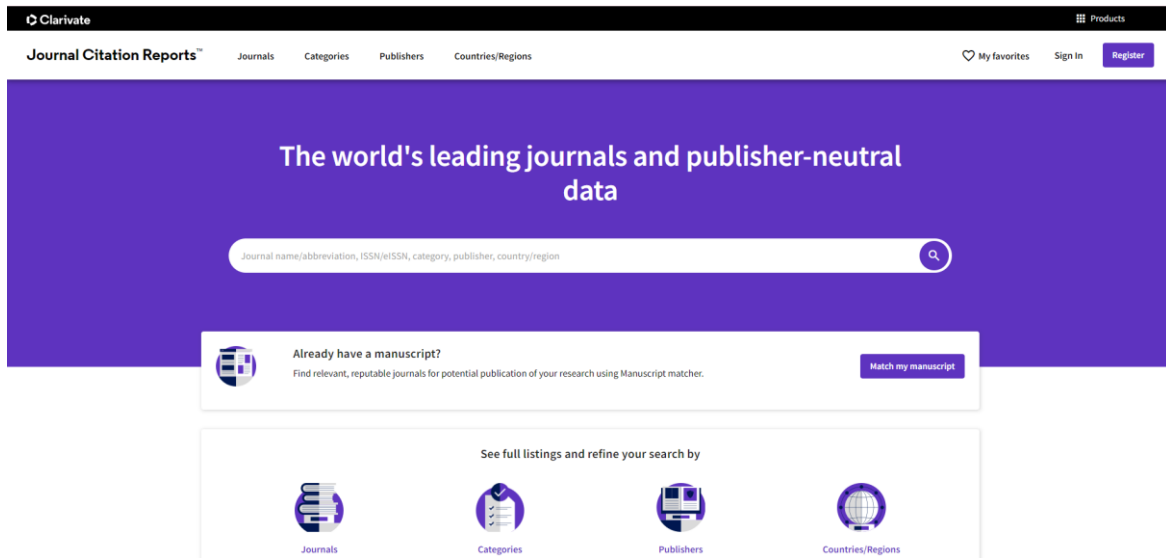 Clarivate
Products
Journal Citation Reports™
Journals
Categories
Publishers
Countries/Regions
My favorites
Sign In
Register
The world's leading journals and publisher-neutral
data
Journal name/abbreviation, ISSN/eISSN, category, publisher, country/region
Already have a manuscript?
Find relevant, reputable journals for potential publication of your research using Manuscript matcher.
Match my manuscript
See full listings and refine your search by
Journals
Categories
Publishers
Countries/Regions